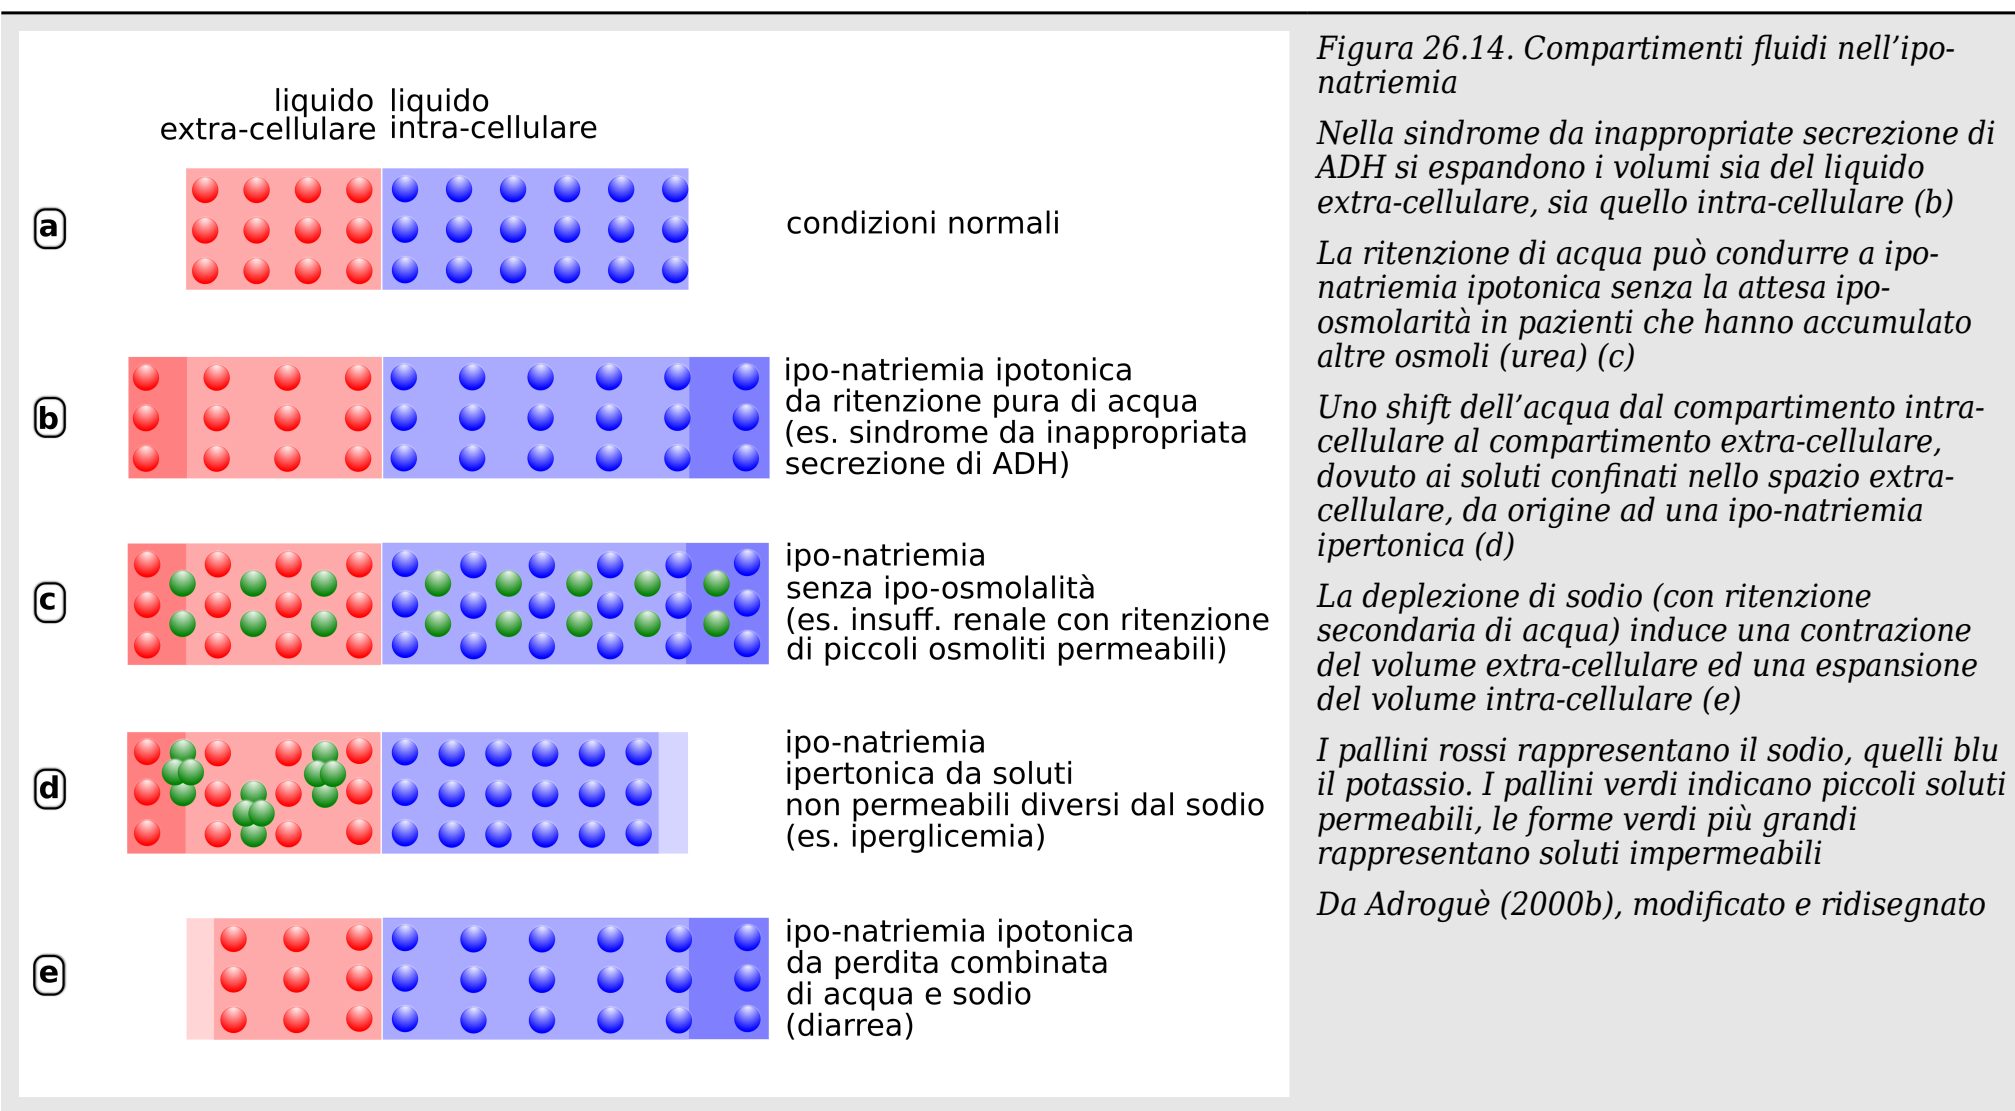 liquido extra-cellulare
liquido intra-cellulare
a
condizioni normali
b
ipo-natriemia ipotonica
da ritenzione pura di acqua
(es. sindrome da inappropriata
secrezione di ADH)
c
ipo-natriemia
senza ipo-osmolalità
(es. insuff. renale con ritenzione
di piccoli osmoliti permeabili)
d
ipo-natriemia
ipertonica da soluti
non permeabili diversi dal sodio
(es. iperglicemia)
e
ipo-natriemia ipotonica
da perdita combinata
di acqua e sodio
(diarrea)
Figura 26.14. Compartimenti fluidi nell’ipo-
natriemia
Nella sindrome da inappropriate secrezione di
ADH si espandono i volumi sia del liquido
extra-cellulare, sia quello intra-cellulare (b)
La ritenzione di acqua può condurre a ipo-
natriemia ipotonica senza la attesa ipo-
osmolarità in pazienti che hanno accumulato
altre osmoli (urea) (c)
Uno shift dell’acqua dal compartimento intra-
cellulare al compartimento extra-cellulare,
dovuto ai soluti confinati nello spazio extra-
cellulare, da origine ad una ipo-natriemia
ipertonica (d)
La deplezione di sodio (con ritenzione
secondaria di acqua) induce una contrazione
del volume extra-cellulare ed una espansione
del volume intra-cellulare (e)
I pallini rossi rappresentano il sodio, quelli blu
il potassio. I pallini verdi indicano piccoli soluti
permeabili, le forme verdi più grandi
rappresentano soluti impermeabili
Da Adroguè (2000b), modificato e ridisegnato